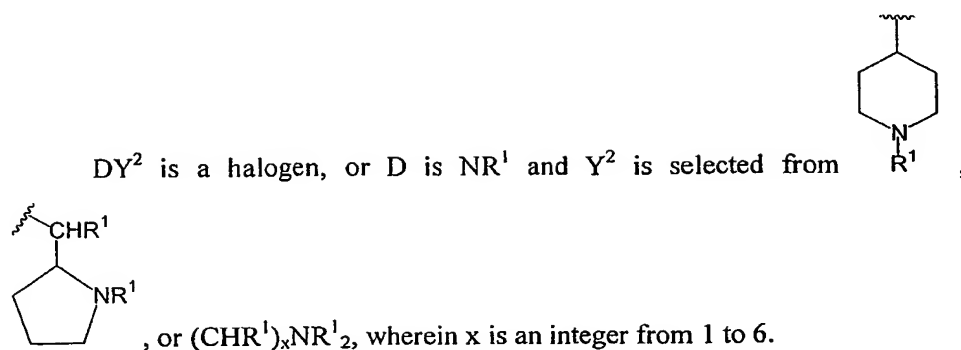 N
R¹
DY² is a halogen, or D is NR¹ and Y² is selected from ,
CHR¹
NR¹
, or (CHR¹)ₓNR¹₂, wherein x is an integer from 1 to 6.